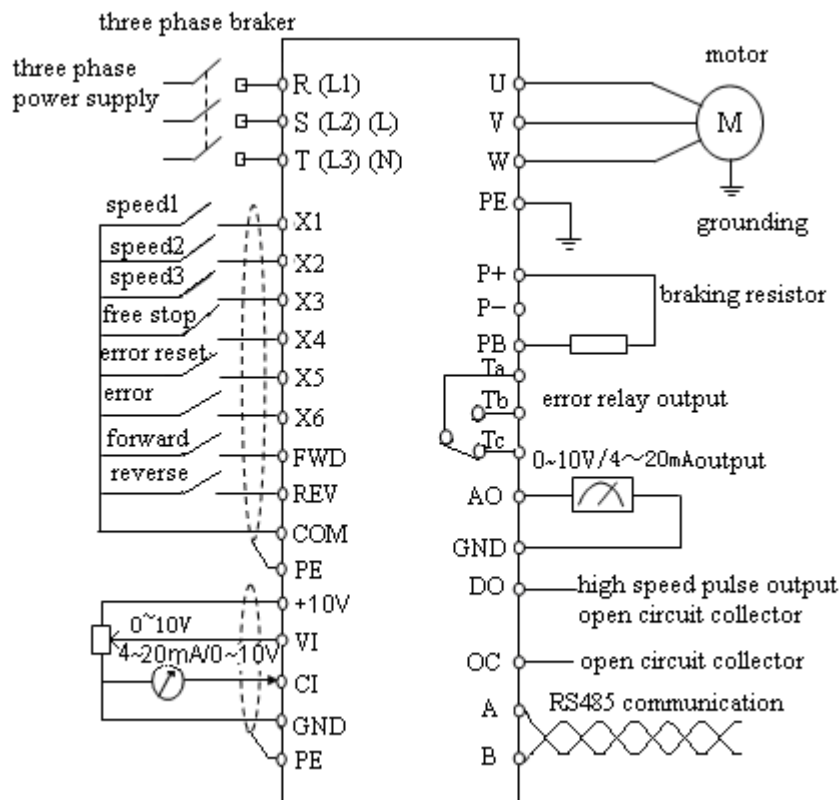 three phase braker
three phase
power supply
R (L1)
S (L2) (L)
T (L3) (N)
speed1
X1
speed2
X2
speed3
X3
free stop
X4
error reset
X5
error
X6
forward
FWD
reverse
REV
COM
PE
+10V
0~10V
VI
4~20mA/0~10V
CI
GND
PE
U
motor
V
M
W
PE
grounding
P+
braking resistor
P−
PB
Ta
Tb
error relay output
Tc
0~10V/4～20mAoutput
AO
GND
DO
high speed pulse output
open circuit collector
OC
open circuit collector
A
RS485 communication
B